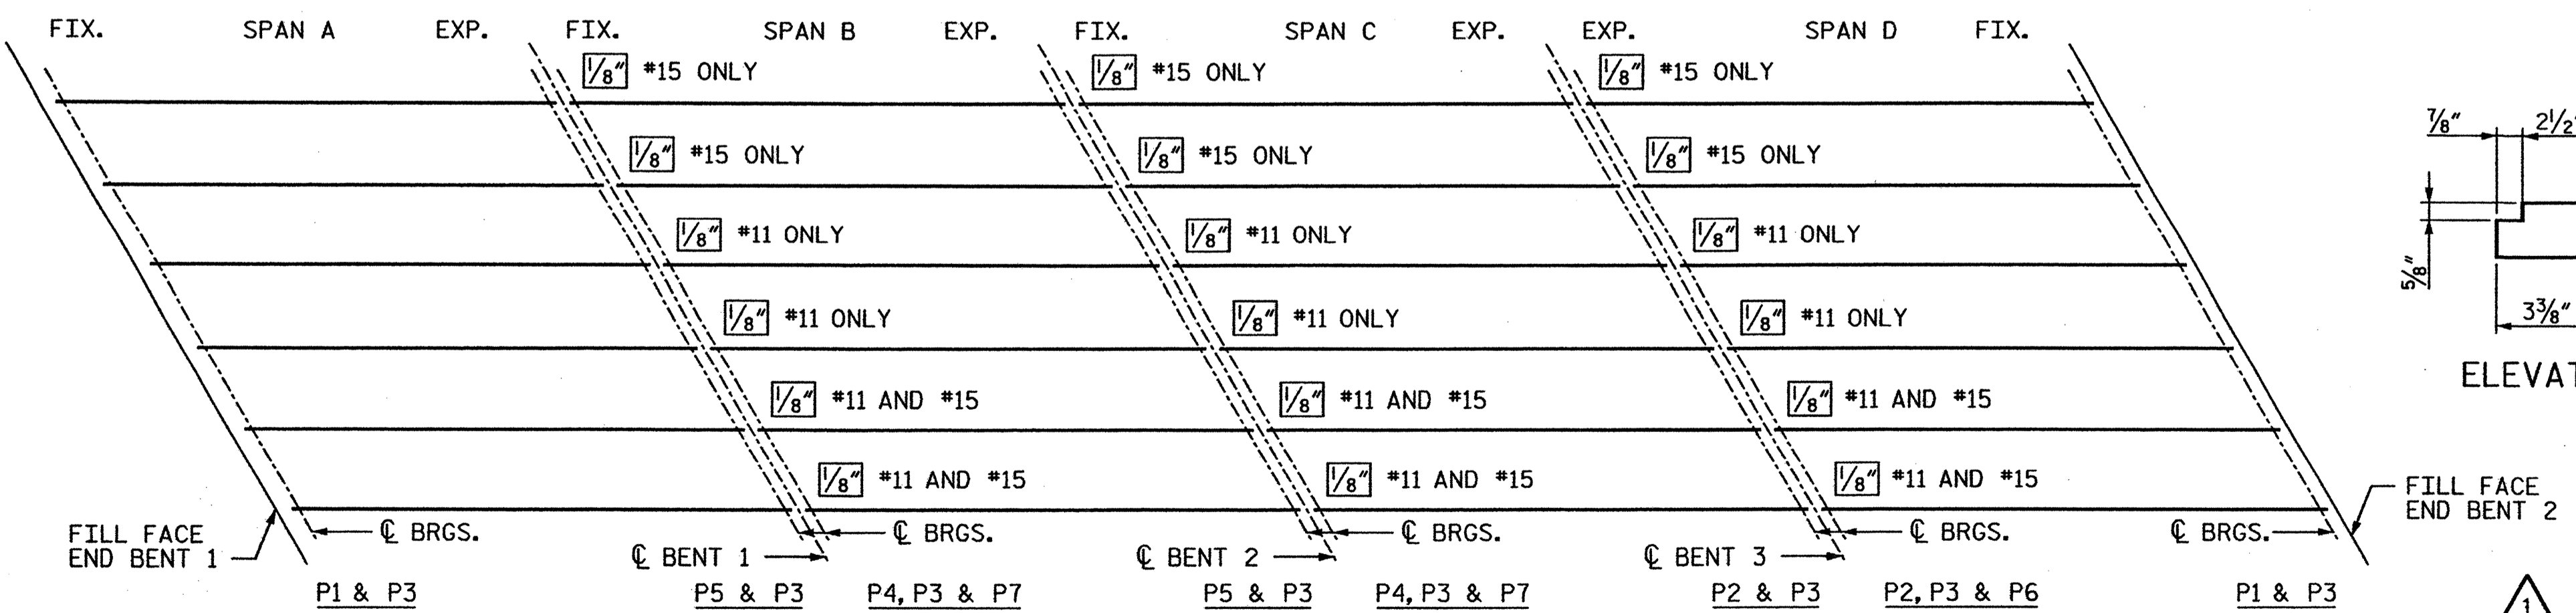 FIX. SPAN A EXP. FIX. SPAN B EXP. FIX. SPAN C EXP. EXP. SPAN D FIX.
1/8" #15 ONLY 1/8" #15 ONLY 1/8" #15 ONLY
1/8" #15 ONLY 1/8" #15 ONLY 1/8" #15 ONLY
1/8" #11 ONLY 1/8" #11 ONLY 1/8" #11 ONLY
1/8" #11 ONLY 1/8" #11 ONLY 1/8" #11 ONLY
1/8" #11 AND #15 1/8" #11 AND #15 1/8" #11 AND #15
1/8" #11 AND #15 1/8" #11 AND #15 1/8" #11 AND #15
FILL FACE
END BENT 1
℄ BRGS. ℄ BRGS. ℄ BRGS. ℄ BRGS. ℄ BRGS.
℄ BENT 1 ℄ BENT 2 ℄ BENT 3
FILL FACE
END BENT 2
P1 & P3 P5 & P3 P4, P3 & P7 P5 & P3 P4, P3 & P7 P2 & P3 P2, P3 & P6 P1 & P3
7/8" 2 1/2"
5/8"
3 3/8"
ELEVAT
1